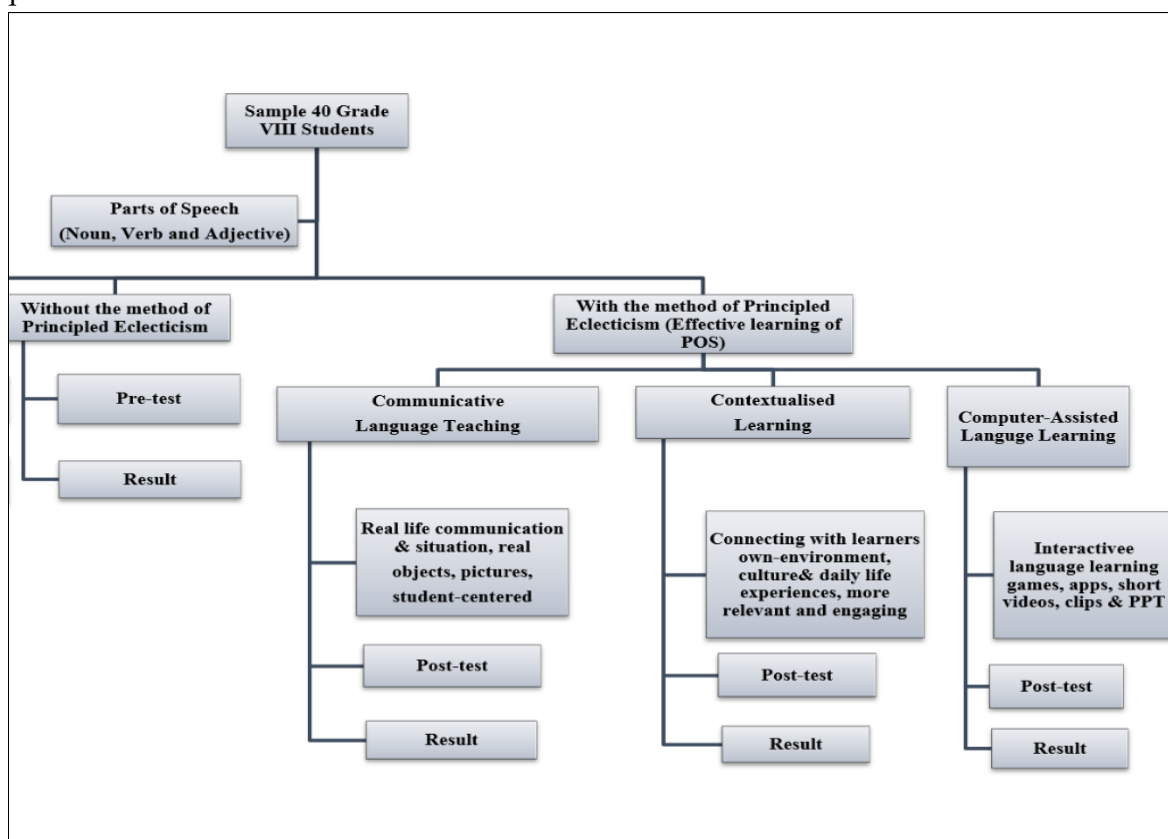 Sample 40 Grade
VIII Students
Parts of Speech
(Noun, Verb and Adjective)
Without the method of
Principled Eclecticism
With the method of Principled
Eclecticism (Effective learning of
POS)
Pre-test
Result
Communicative
Language Teaching
Contextualised
Learning
Computer-Assisted
Languge Learning
Real life communication
& situation, real
objects, pictures,
student-centered
Connecting with learners
own-environment,
culture& daily life
experiences, more
relevant and engaging
Interactivee
language learning
games, apps, short
videos, clips & PPT
Post-test
Post-test
Post-test
Result
Result
Result